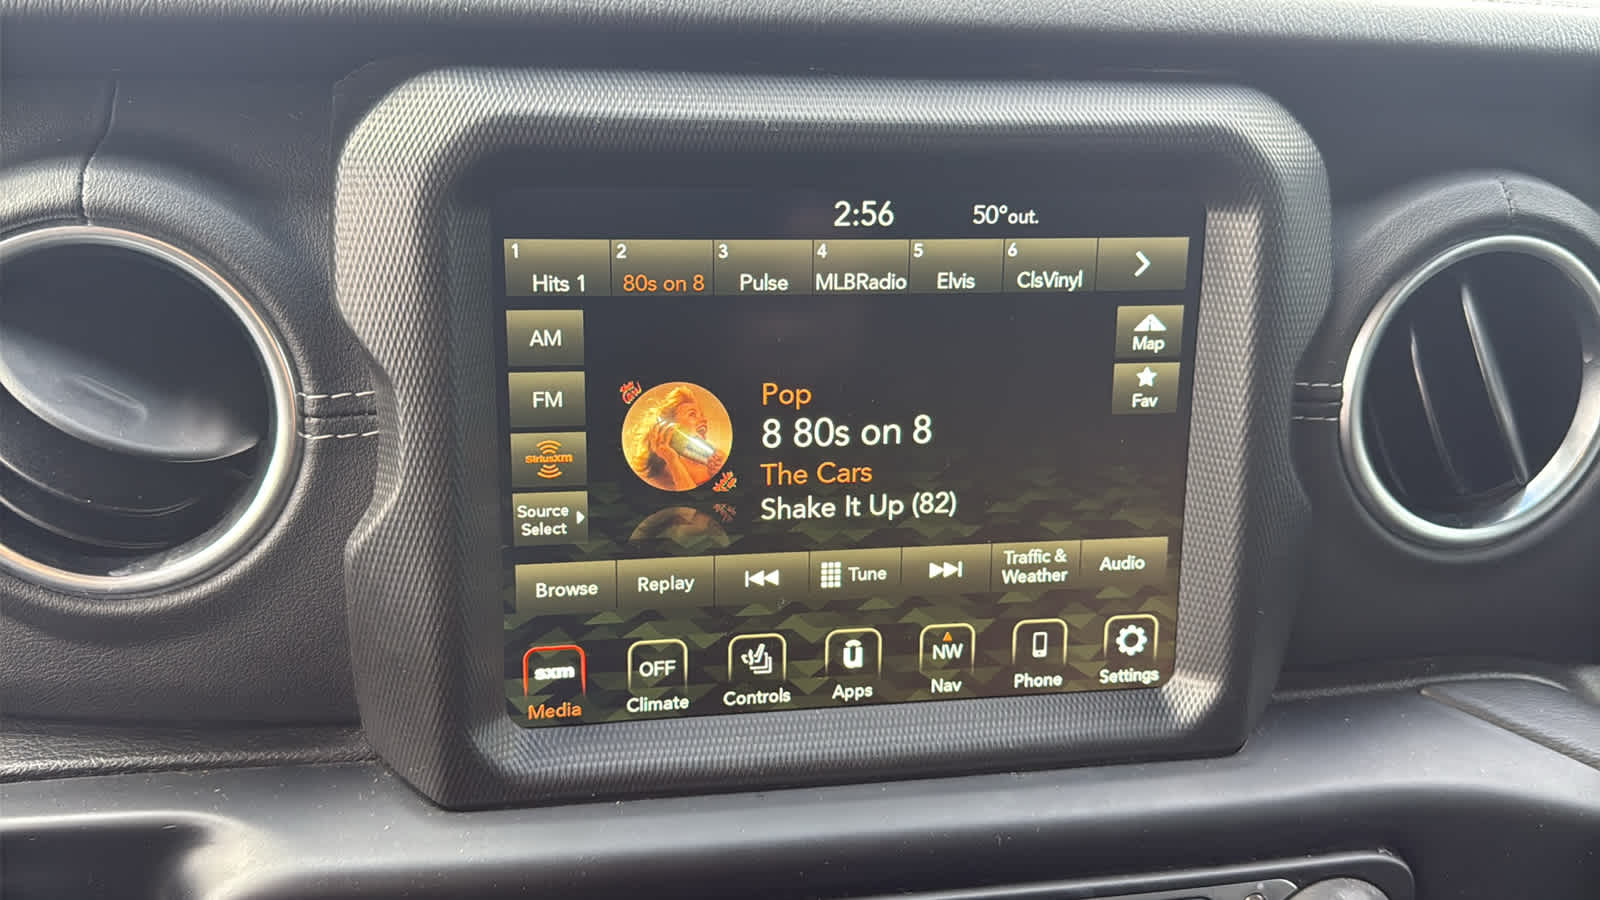 2:56 50° out.
1 2 3 4 5 6
Hits 1 80s on 8 Pulse MLBRadio Elvis ClsVinyl
AM
Map
FM
Fav
SiriusXM
Source
Select
Pop
8 80s on 8
The Cars
Shake It Up (82)
Browse Replay Tune Traffic &
Weather Audio
sxm OFF NW
Media Climate Controls Apps Nav Phone Settings